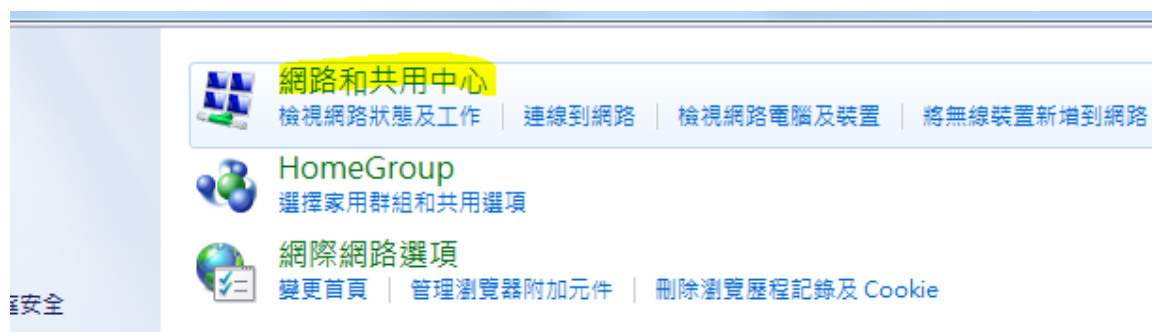 網路和共用中心
檢視網路狀態及工作 | 連線到網路 | 檢視網路電腦及裝置 | 將無線裝置新增到網路
HomeGroup
選擇家用群組和共用選項
網際網路選項
變更首頁 | 管理瀏覽器附加元件 | 刪除瀏覽歷程記錄及 Cookie
安全